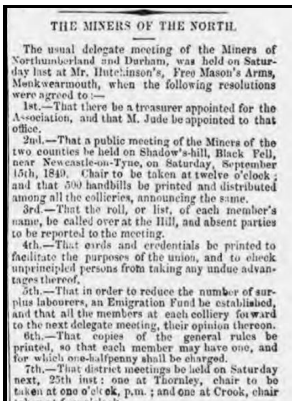 THE MINERS OF THE NORTH.
The usual delegate meeting of the Miners of
Northumberland and Durham, was held on Satur-
day last at Mr. Hutchinson's, Free Mason's Arms,
Monkwearmouth, when the following resolutions
were agreed to :—
1st.—That there be a treasurer appointed for the
Association, and that M. Jude be appointed to that
office.
2nd.—That a public meeting of the Miners of the
two counties be held on Shadow's-hill, Black Fell,
near Newcastle-on-Tyne, on Saturday, September
15th, 1849. Chair to be taken at twelve o'clock;
and that 500 handbills be printed and distributed
among all the collieries, announcing the same.
3rd.—That the roll, or list, of each member's
name, be called over at the Hill, and absent parties
to be reported to the meeting.
4th.—That cards and credentials be printed to
facilitate the purposes of the union, and to check
unprincipled persons from taking any undue advan-
tages thereof.
5th.—That in order to reduce the number of sur-
plus labourers, an Emigration Fund be established,
and that all the members at each colliery forward
to the next delegate meeting, their opinion thereon.
6th.—That copies of the general rules be
printed, so that each member may have one, and
for which one-halfpenny shall be charged.
7th.—That district meetings be held on Saturday
next, 25th inst: one at Thornley, chair to be
taken at one o'clock, p.m.; and one at Crook, chair